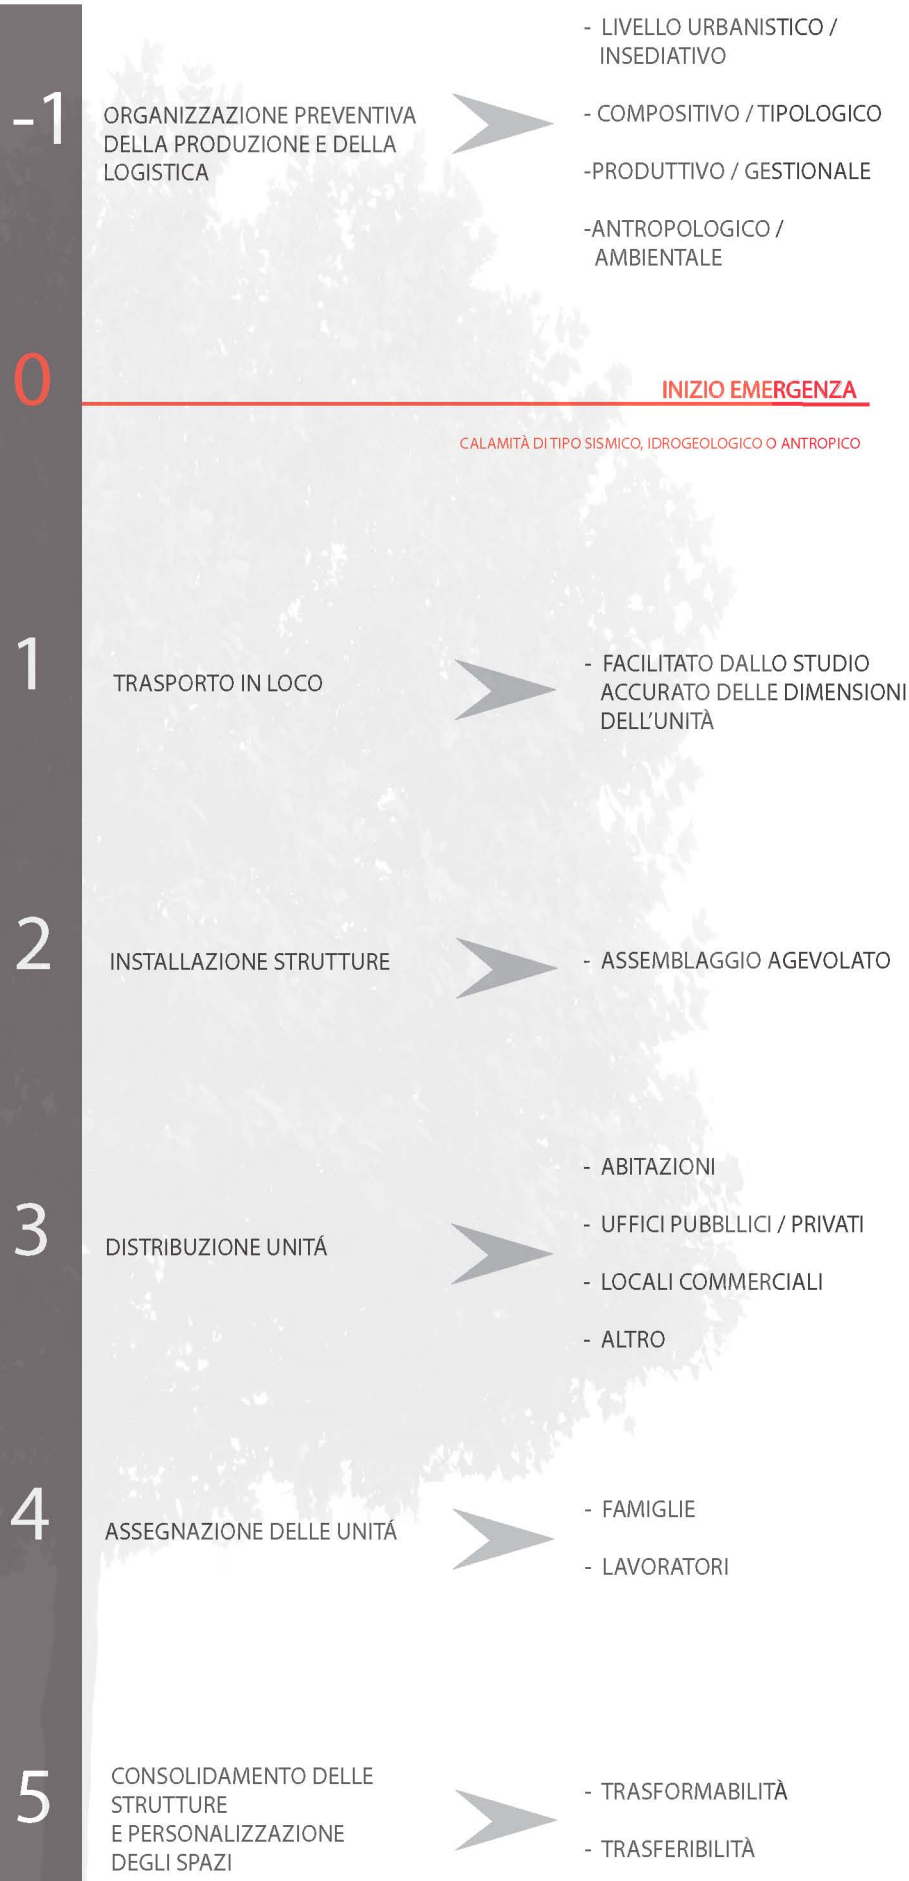 -1
ORGANIZZAZIONE PREVENTIVA
DELLA PRODUZIONE E DELLA
LOGISTICA
- LIVELLO URBANISTICO /
INSEDIATIVO
- COMPOSITIVO / TIPOLOGICO
-PRODUTTIVO / GESTIONALE
-ANTROPOLOGICO /
AMBIENTALE
0
INIZIO EMERGENZA
CALAMITÀ DI TIPO SISMICO, IDROGEOLOGICO O ANTROPICO
1
TRASPORTO IN LOCO
- FACILITATO DALLO STUDIO
ACCURATO DELLE DIMENSIONI
DELL'UNITÀ
2
INSTALLAZIONE STRUTTURE
- ASSEMBLAGGIO AGEVOLATO
3
DISTRIBUZIONE UNITÁ
- ABITAZIONI
- UFFICI PUBBLLICI / PRIVATI
- LOCALI COMMERCIALI
- ALTRO
4
ASSEGNAZIONE DELLE UNITÁ
- FAMIGLIE
- LAVORATORI
5
CONSOLIDAMENTO DELLE
STRUTTURE
E PERSONALIZZAZIONE
DEGLI SPAZI
- TRASFORMABILITÀ
- TRASFERIBILITÀ